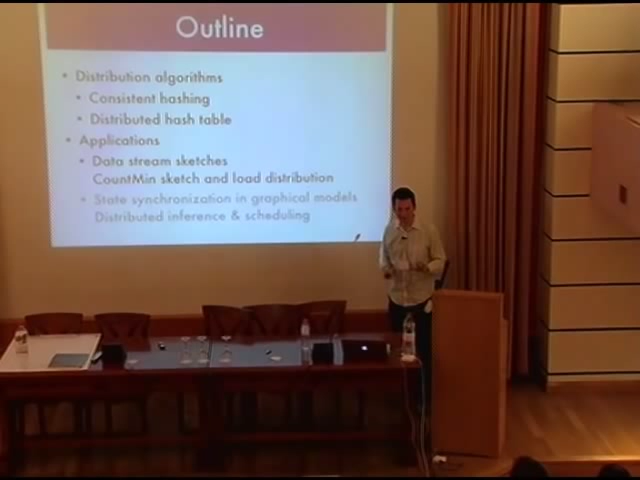 Outline
• Distribution algorithms
• Consistent hashing
• Distributed hash table
• Applications
• Data stream sketches
CountMin sketch and load distribution
• State synchronization in graphical models
Distributed inference & scheduling